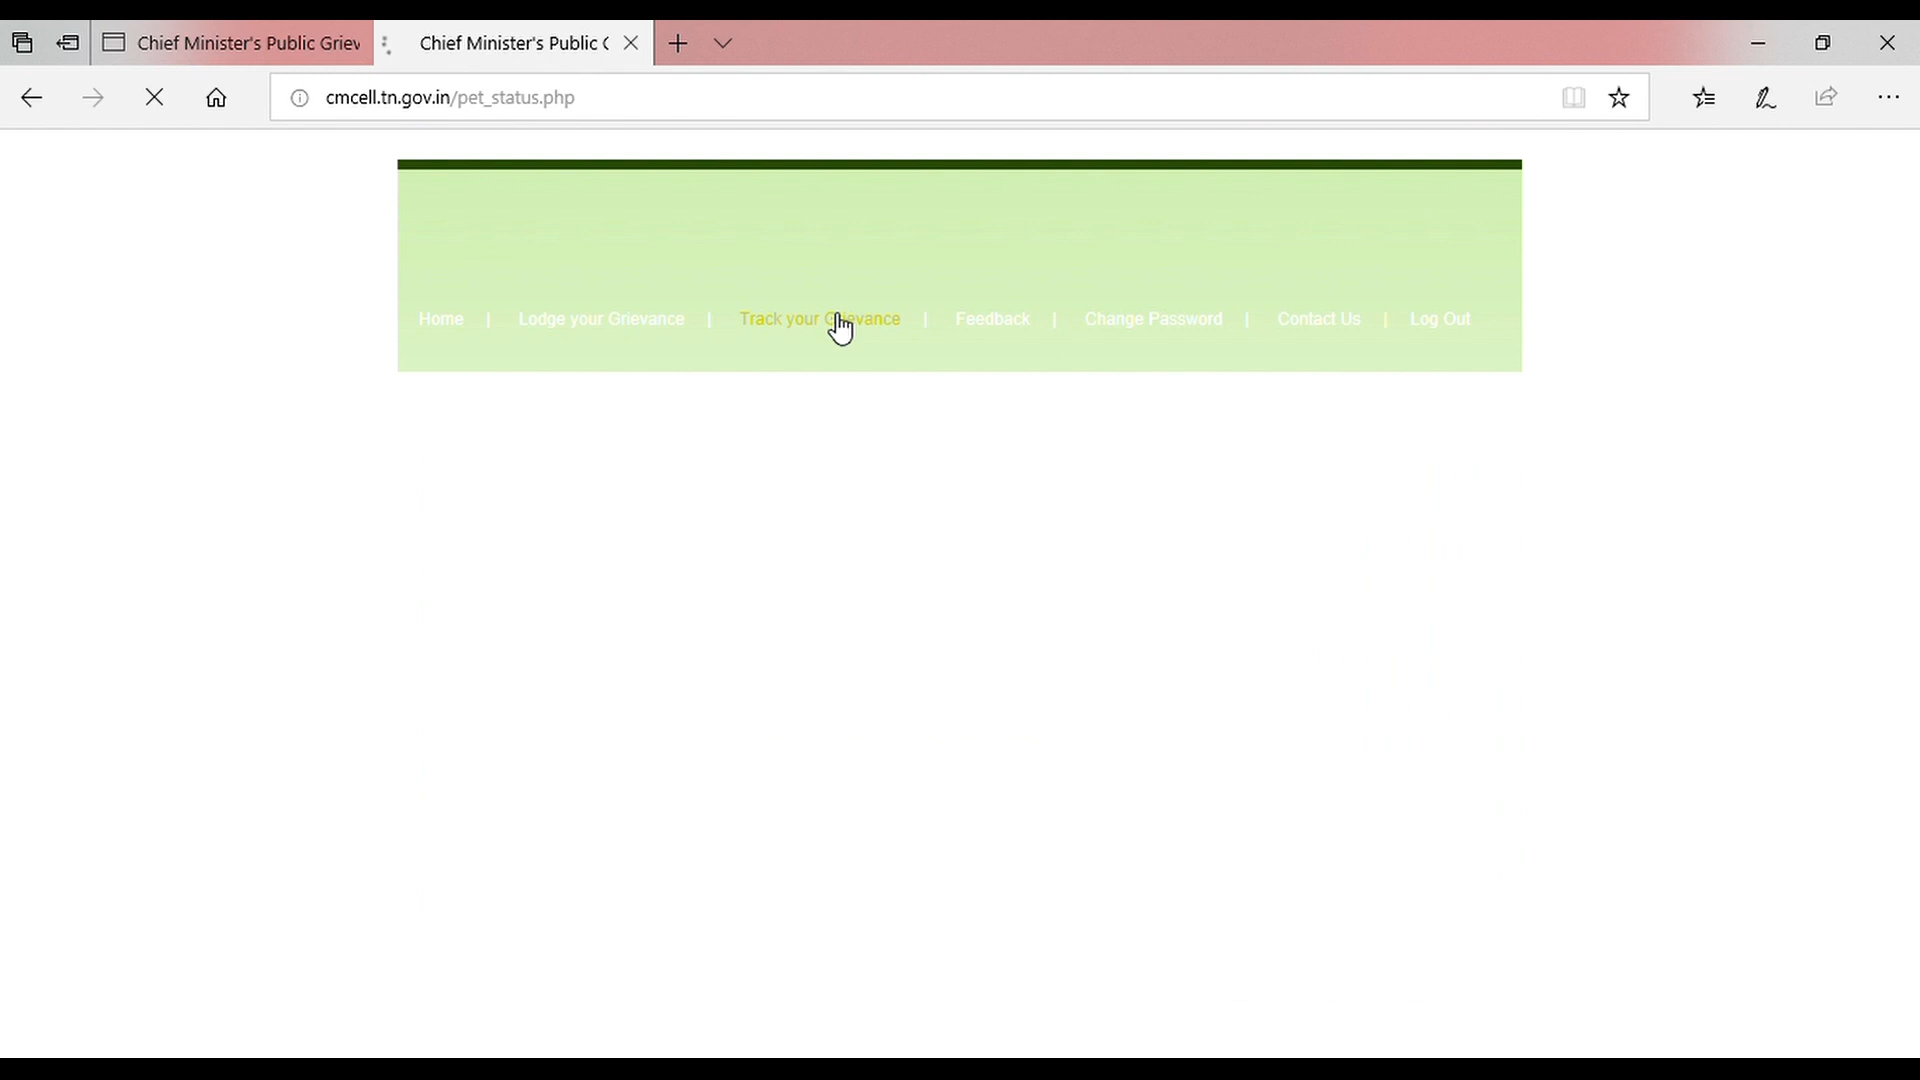 Chief Minister's Public Griev
Chief Minister's Public (
cmcell.tn.gov.in/pet_status.php
Home | Lodge your Grievance | Track your Grievance | Feedback | Change Password | Contact Us | Log Out